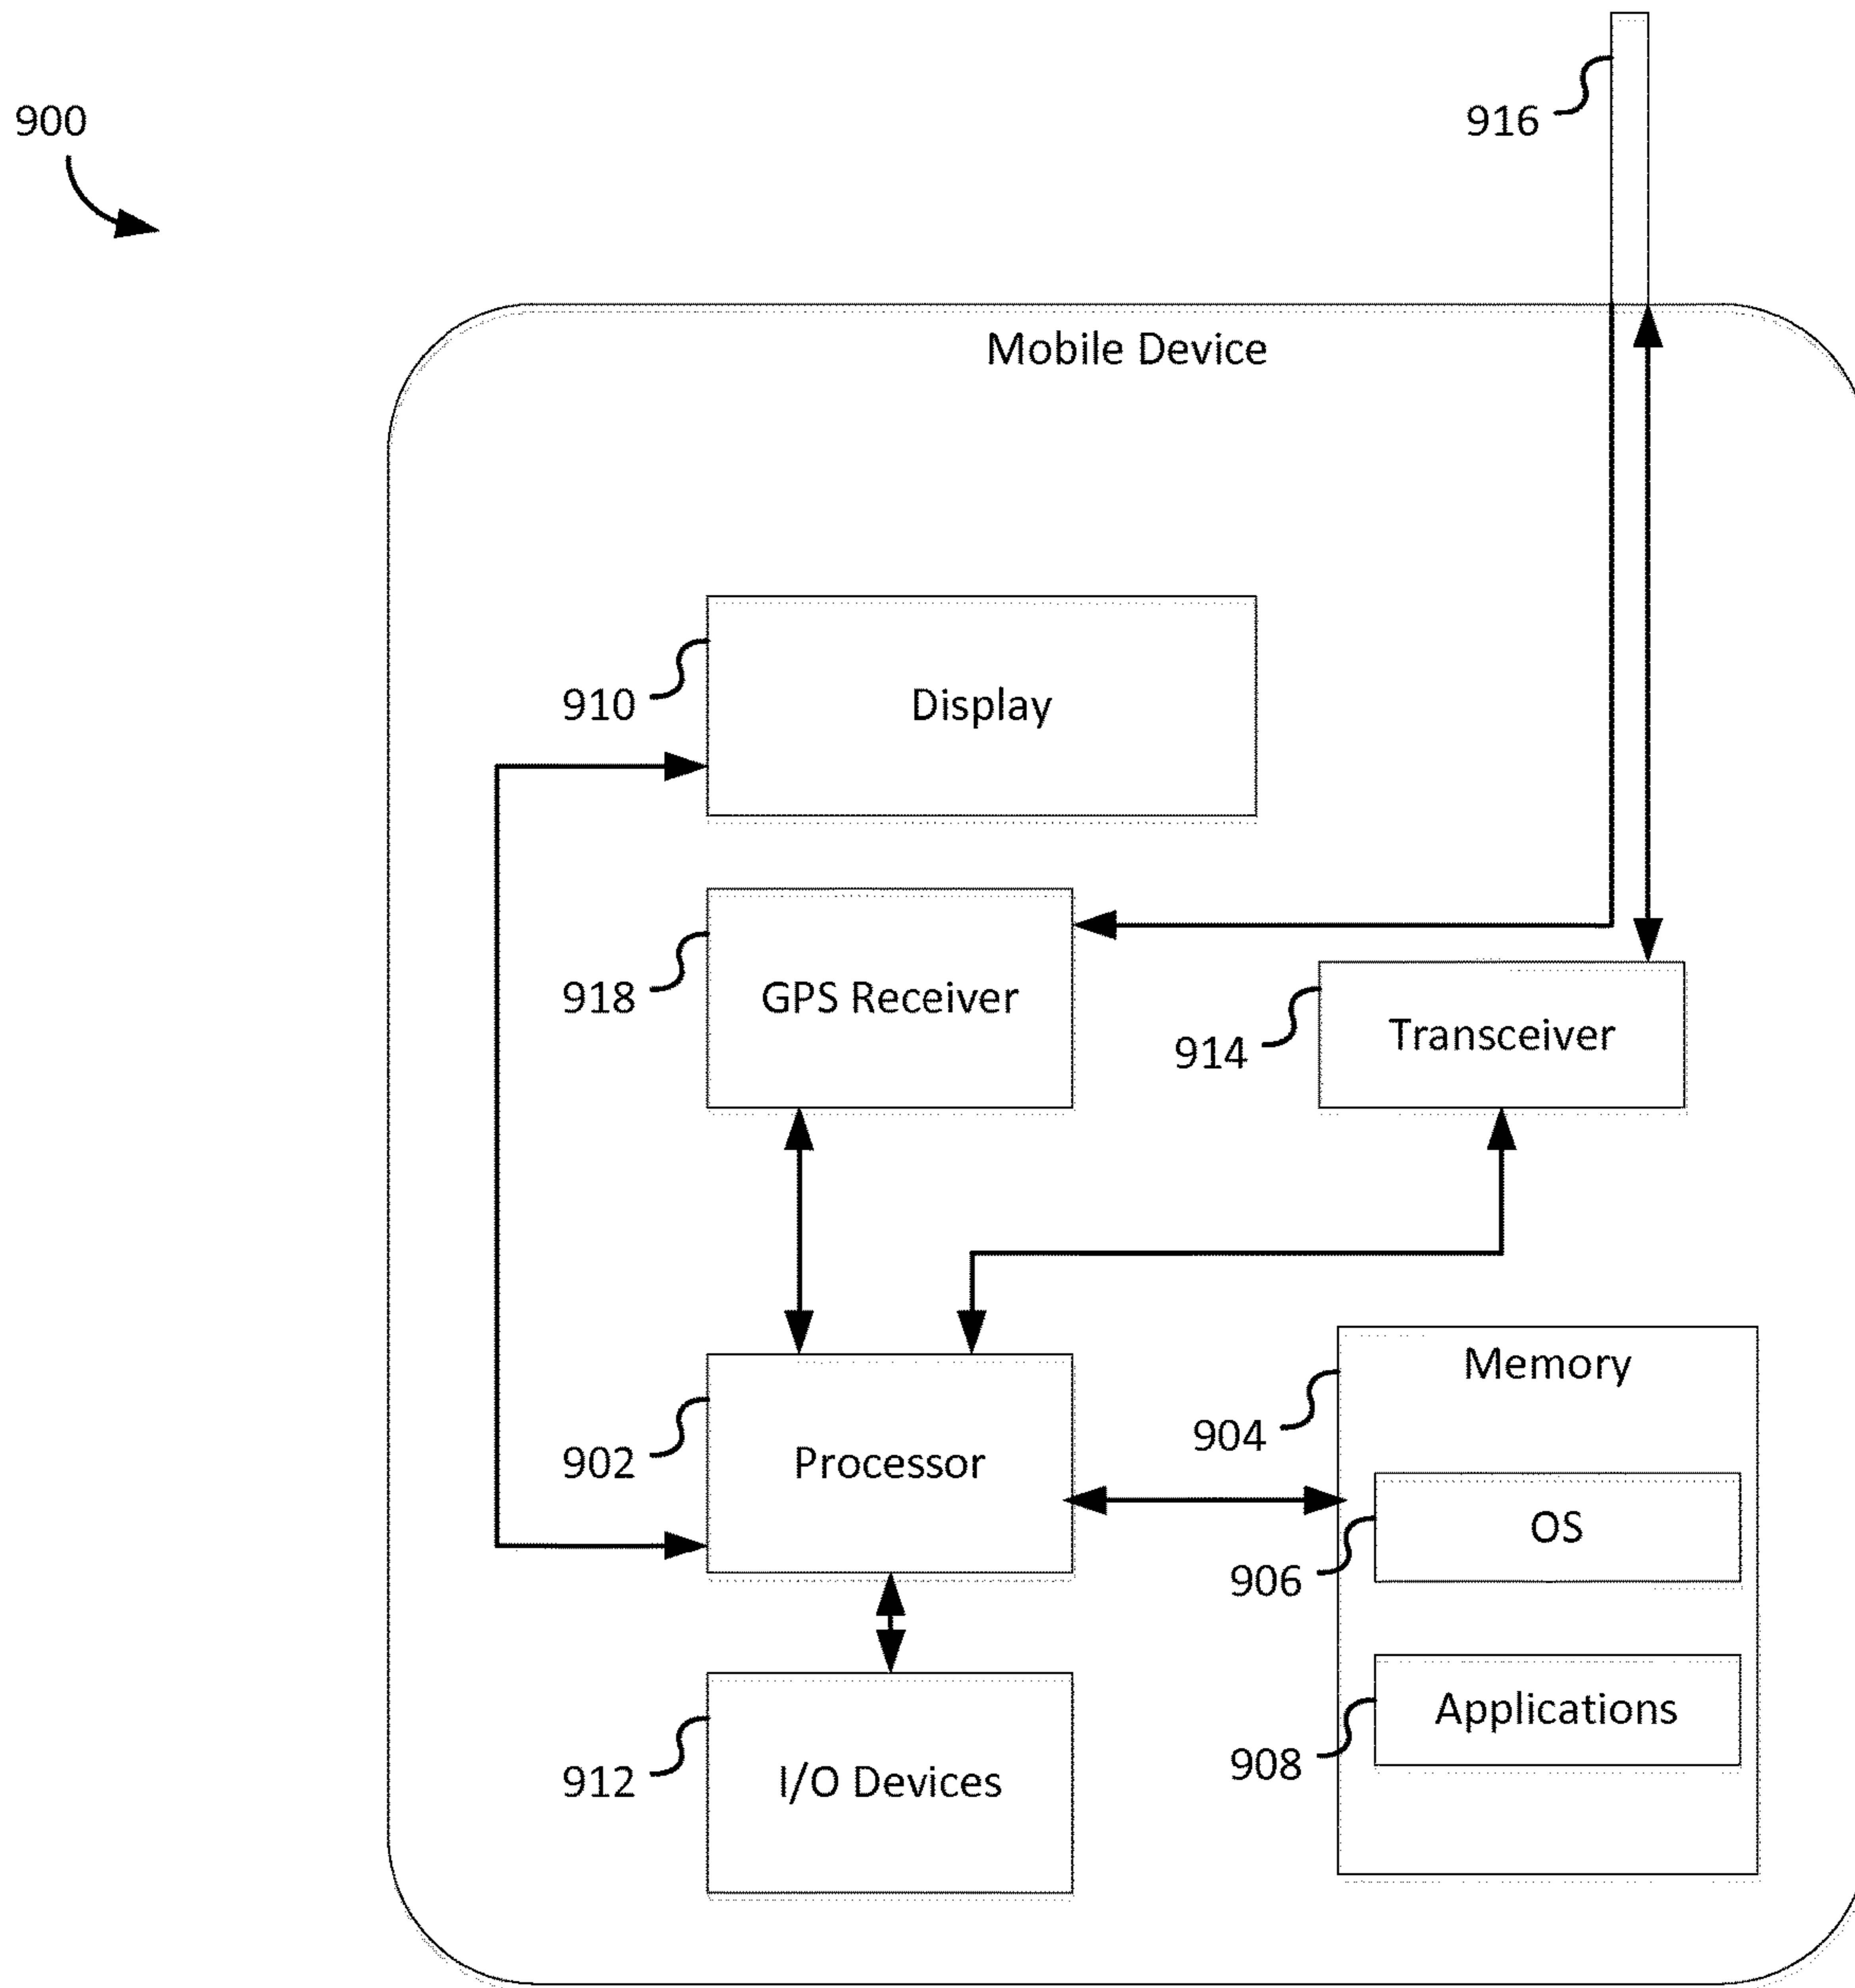 916
900
Mobile Device
910
Display
918
GPS Receiver
914
Transceiver
902
Processor
904
Memory
906
OS
908
Applications
912
I/O Devices